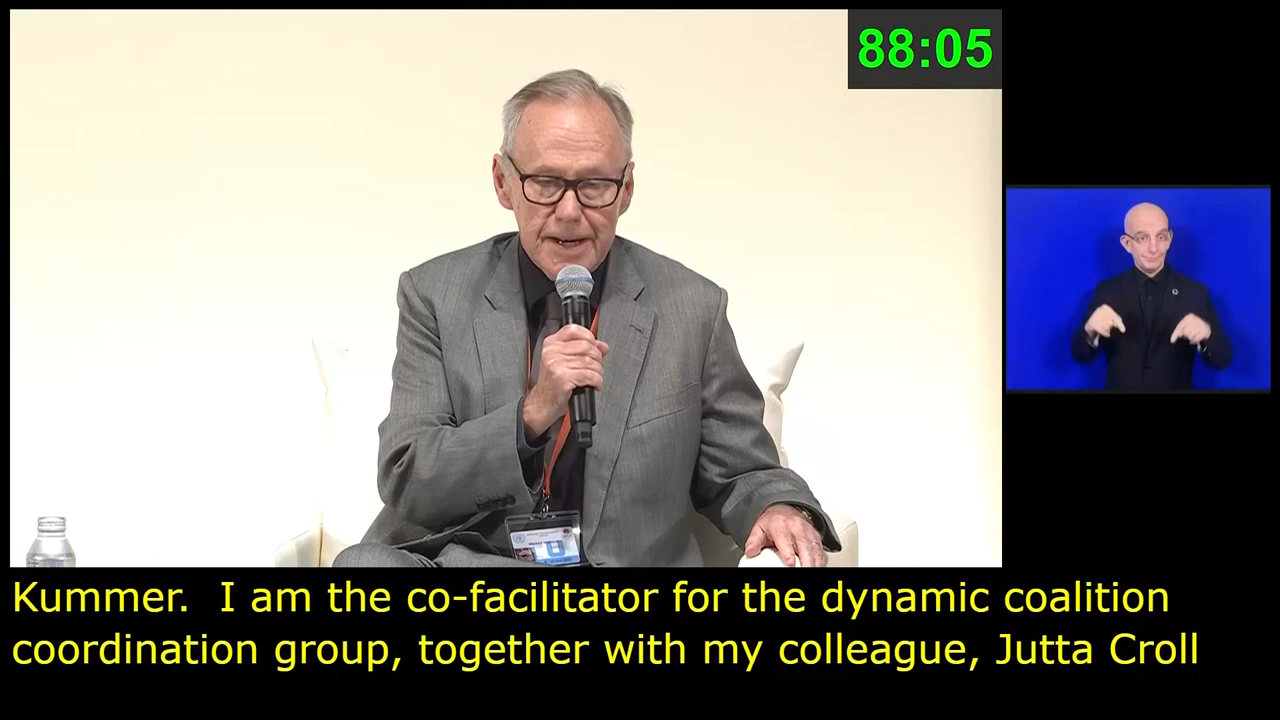 88:05
Kummer.  I am the co-facilitator for the dynamic coalition
coordination group, together with my colleague, Jutta Croll